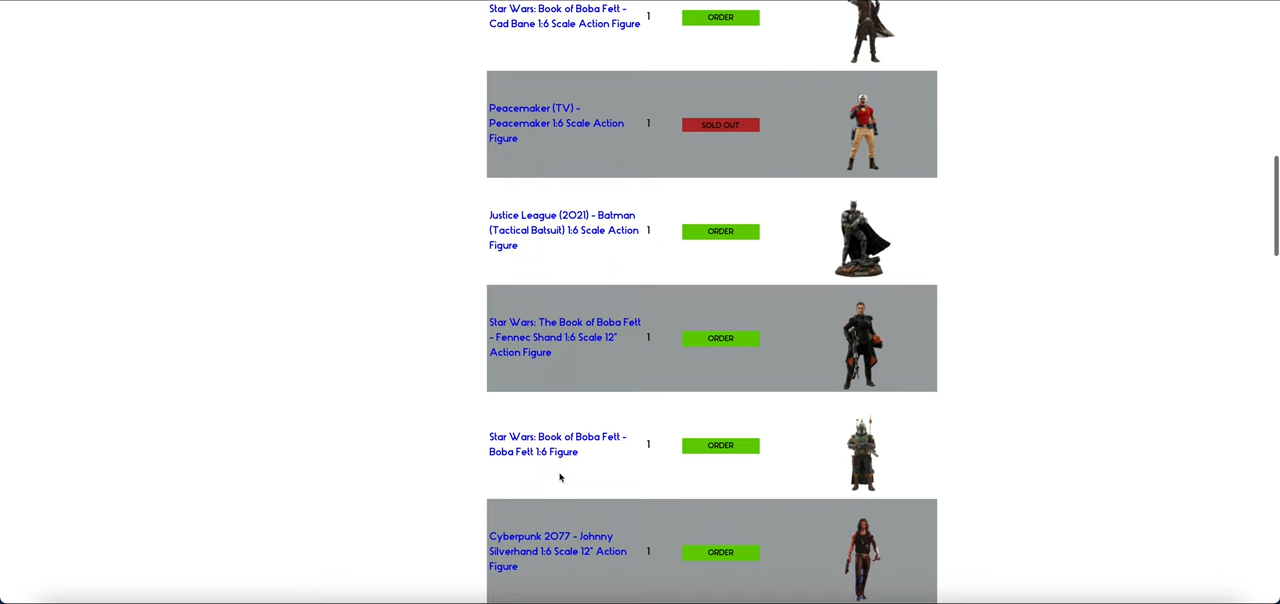 Star Wars: Book of Boba Fett -
Cad Bane 1:6 Scale Action Figure
1
ORDER
Peacemaker (TV) -
Peacemaker 1:6 Scale Action
Figure
1
SOLD OUT
Justice League (2021) - Batman
(Tactical Batsuit) 1:6 Scale Action
Figure
1
ORDER
Star Wars: The Book of Boba Fett
- Fennec Shand 1:6 Scale 12"
Action Figure
1
ORDER
Star Wars: Book of Boba Fett -
Boba Fett 1:6 Figure
1
ORDER
Cyberpunk 2077 - Johnny
Silverhand 1:6 Scale 12" Action
Figure
1
ORDER